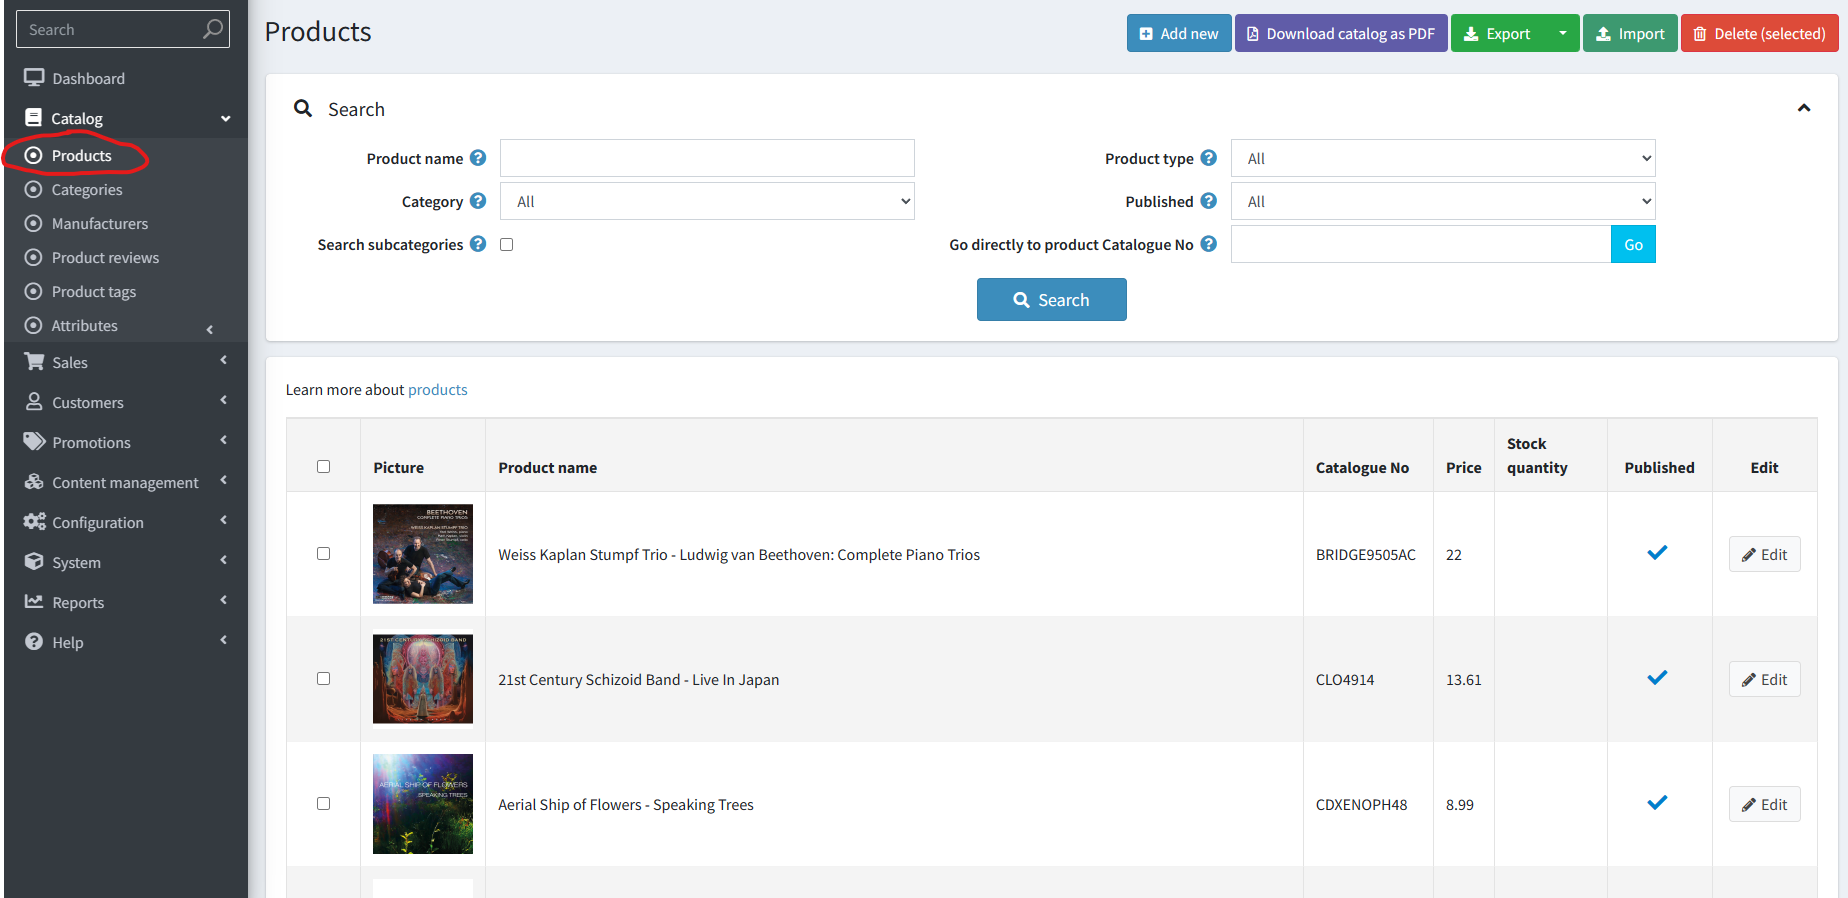 Search
Dashboard
Catalog
Products
Categories
Manufacturers
Product reviews
Product tags
Attributes
Sales
Customers
Promotions
Content management
Configuration
System
Reports
Help
Products
Add new
Download catalog as PDF
Export
Import
Delete (selected)
Search
Product name
Product type All
Category All
Published All
Search subcategories
Go directly to product Catalogue No Go
Search
Learn more about products
Picture Product name Catalogue No Price Stock quantity Published Edit
BEETHOVEN
COMPLETE PIANO TRIOS
WEISS KAPLAN STUMPF TRIO
Weiss Kaplan Stumpf Trio - Ludwig van Beethoven: Complete Piano Trios BRIDGE9505AC 22 Edit
21ST CENTURY SCHIZOID BAND
21st Century Schizoid Band - Live In Japan CLO4914 13.61 Edit
AERIAL SHIP OF FLOWERS
SPEAKING TREES
Aerial Ship of Flowers - Speaking Trees CDXENOPH48 8.99 Edit